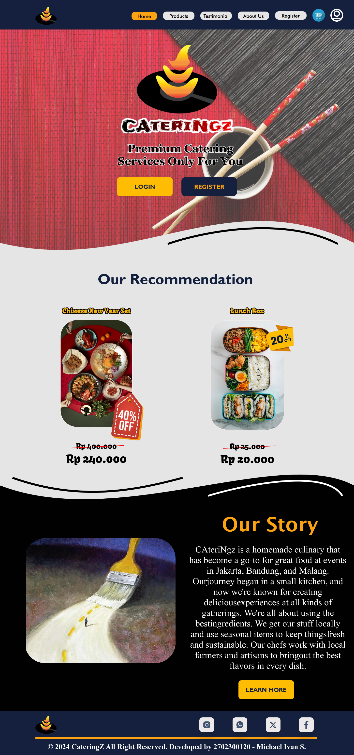 Home Products Testimonis About Us Register
CAteriNgz
Premium Catering
Services Only For You
LOGIN REGISTER
Our Recommendation
ChineseNew Year Set Lunch Box
20% OFF
40%
OFF
Rp 400.000 Rp 25.000
Rp 240.000 Rp 20.000
Our Story
CAteriNgz is a homemade culinary that
has become a go to for great food at events
in Jakarta, Bandung, and Malang.
Ourjourney began in a small kitchen, and
now we're known for creating
deliciousexperiences at all kinds of
gatherings. We're all about using the
bestingredients. We get our stuff locally
and use seasonal items to keep thingsfresh
and sustainable. Our chefs work with local
farmers and artisans to bringout the best
flavors in every dish.
LEARN MORE
© 2024 CateringZ All Right Reserved. Developed by 2702300120 - Michael Ivan S.